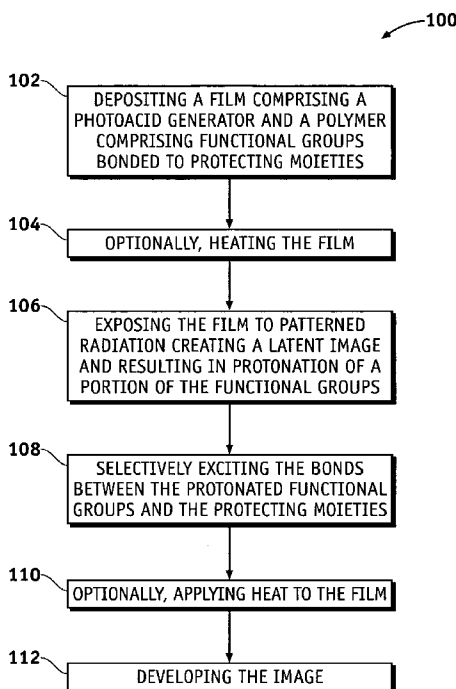 100
102
DEPOSITING A FILM COMPRISING A
PHOTOACID GENERATOR AND A POLYMER
COMPRISING FUNCTIONAL GROUPS
BONDED TO PROTECTING MOIETIES
104
OPTIONALLY, HEATING THE FILM
106
EXPOSING THE FILM TO PATTERNED
RADIATION CREATING A LATENT IMAGE
AND RESULTING IN PROTONATION OF A
PORTION OF THE FUNCTIONAL GROUPS
108
SELECTIVELY EXCITING THE BONDS
BETWEEN THE PROTONATED FUNCTIONAL
GROUPS AND THE PROTECTING MOIETIES
110
OPTIONALLY, APPLYING HEAT TO THE FILM
112
DEVELOPING THE IMAGE